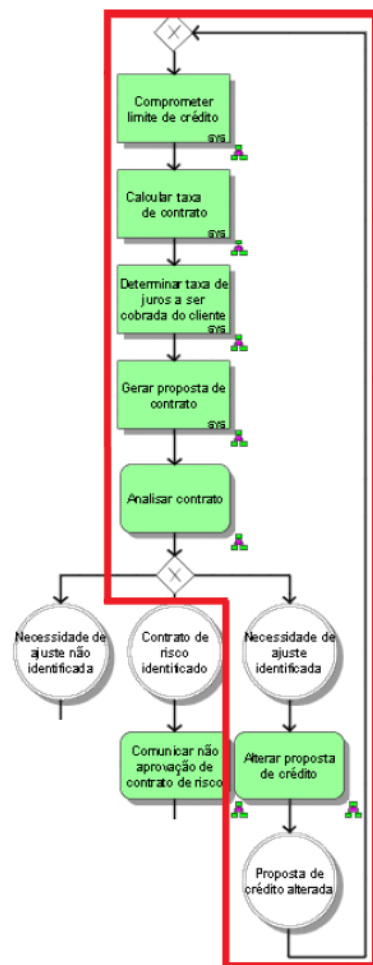 Comprometer
limite de crédito
SYS
Calcular taxa
de contrato
SYS
Determinar taxa de
juros a ser
cobrada do cliente
SYS
Gerar proposta de
contrato
SYS
Analisar contrato
Necessidade de
ajuste não
identificada
Contrato de
risco
identificado
Necessidade de
ajuste
identificada
Comunicar não
aprovação de
contrato de risco
Alterar proposta
de crédito
Proposta de
crédito alterada